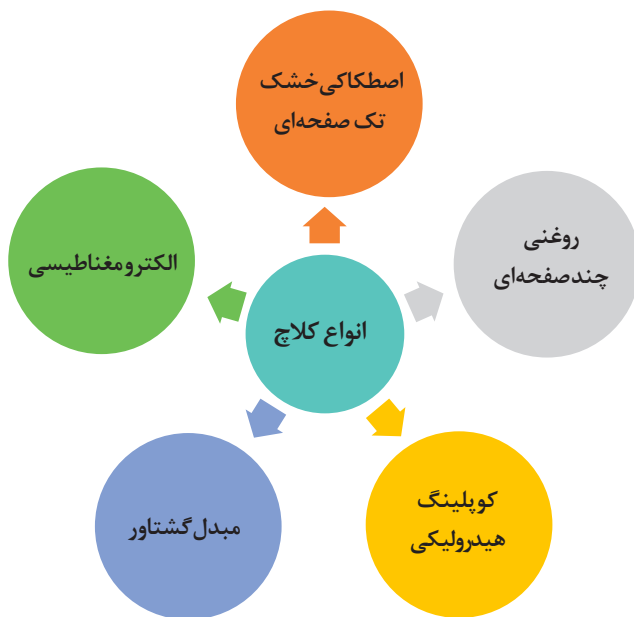 اصطکاکی خشک
تک صفحه‌ای
روغنی
چندصفحه‌ای
الکترومغناطیسی
انواع کلاچ
کوپلینگ
هیدرولیکی
مبدل گشتاور